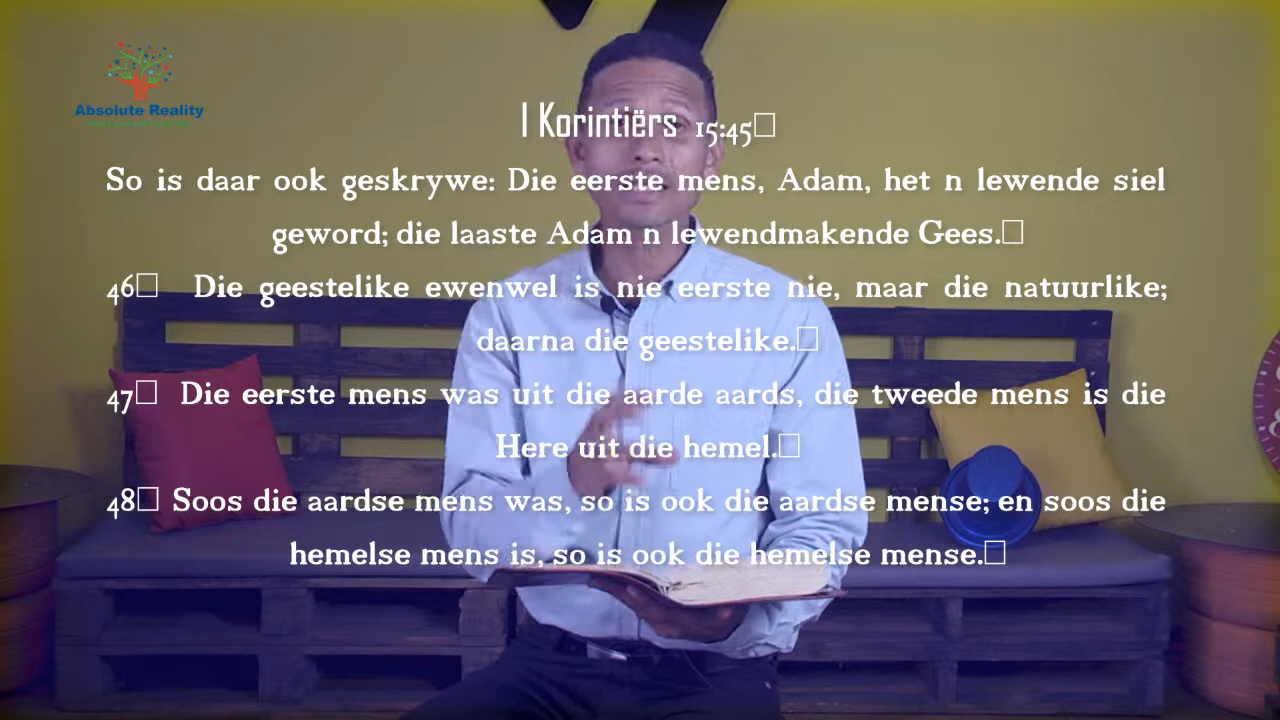 Absolute Reality
I Korintiërs 15:45□
So is daar ook geskrywe: Die eerste mens, Adam, het n lewende siel
geword; die laaste Adam n lewendmakende Gees.□
46□ Die geestelike ewenwel is nie eerste nie, maar die natuurlike;
daarna die geestelike.□
47□ Die eerste mens was uit die aarde aards, die tweede mens is die
Here uit die hemel.□
48□ Soos die aardse mens was, so is ook die aardse mense; en soos die
hemelse mens is, so is ook die hemelse mense.□